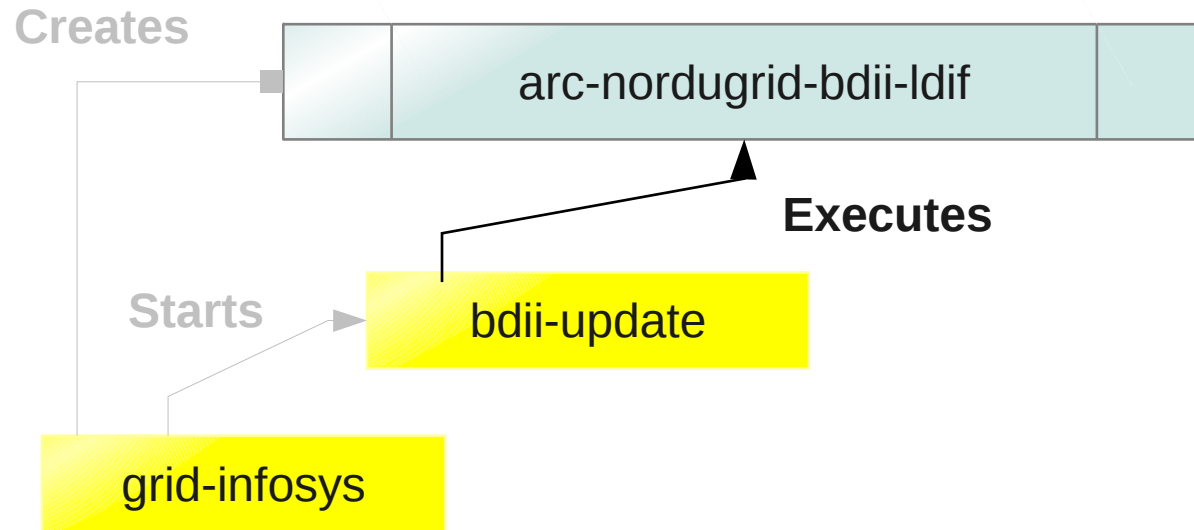 Creates
arc-nordugrid-bdii-ldif
Executes
Starts
bdii-update
grid-infosys